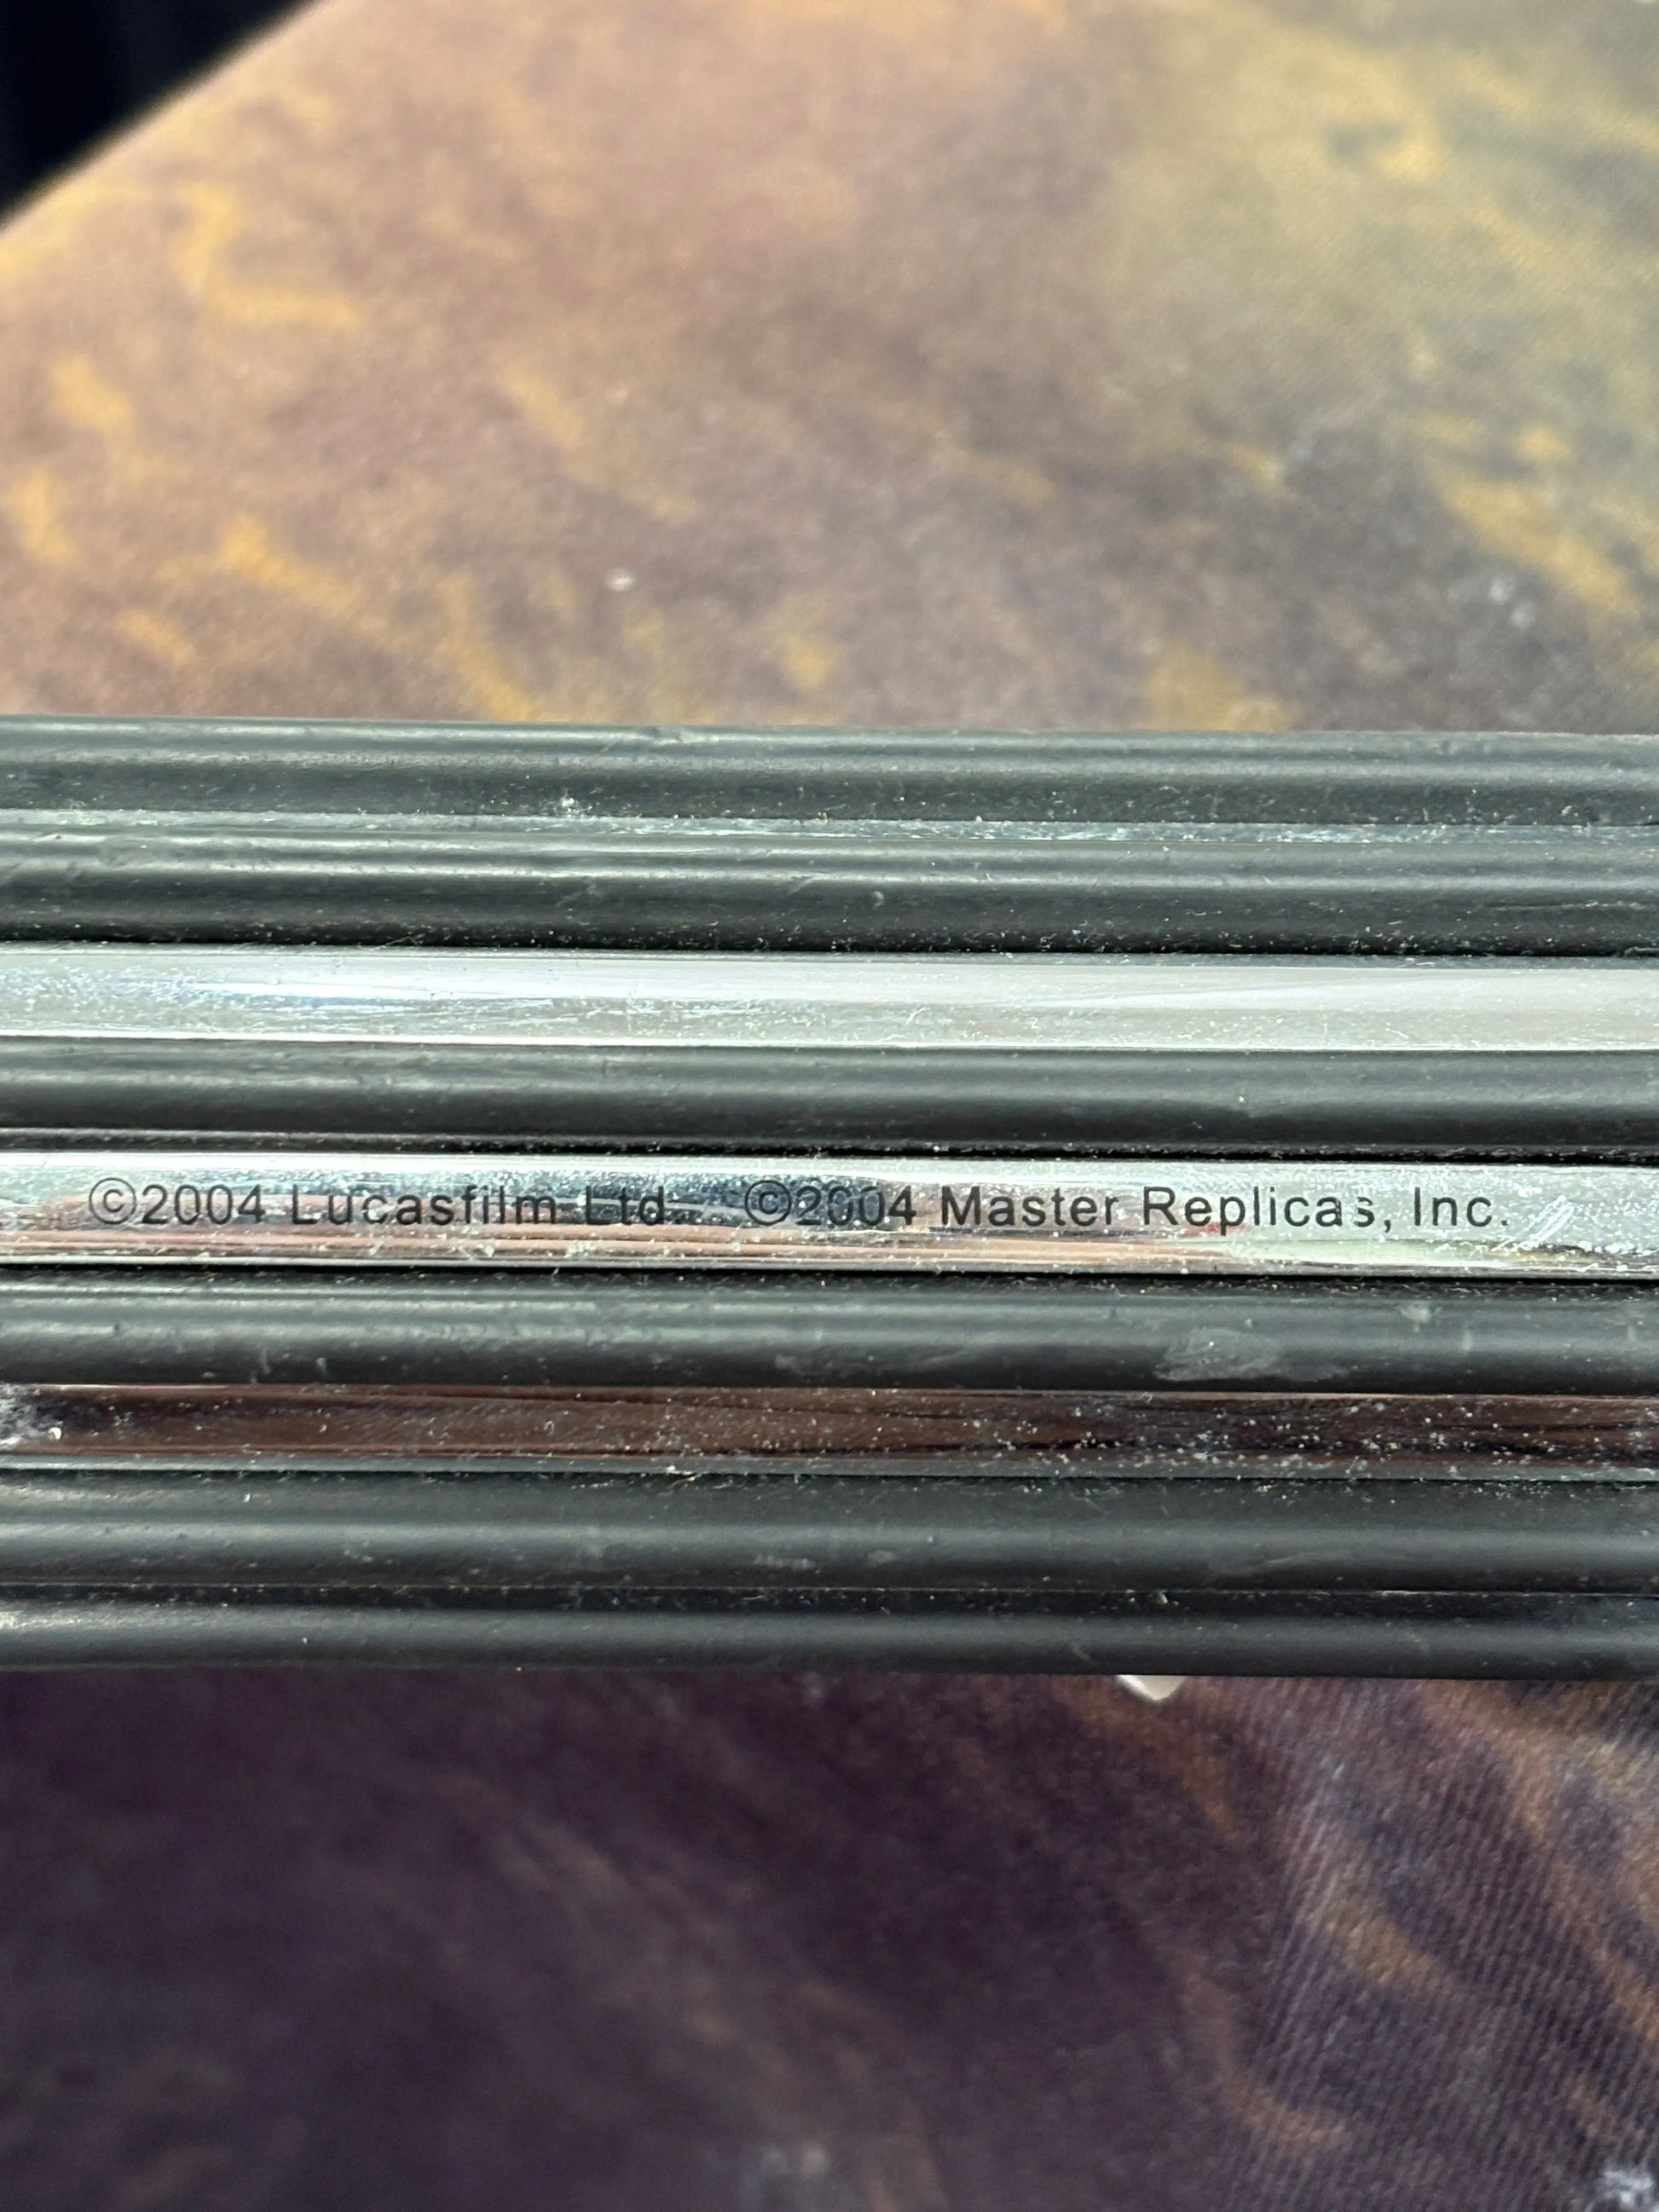 ©2004 Lucasfilm Ltd. ©2004 Master Replicas, Inc.